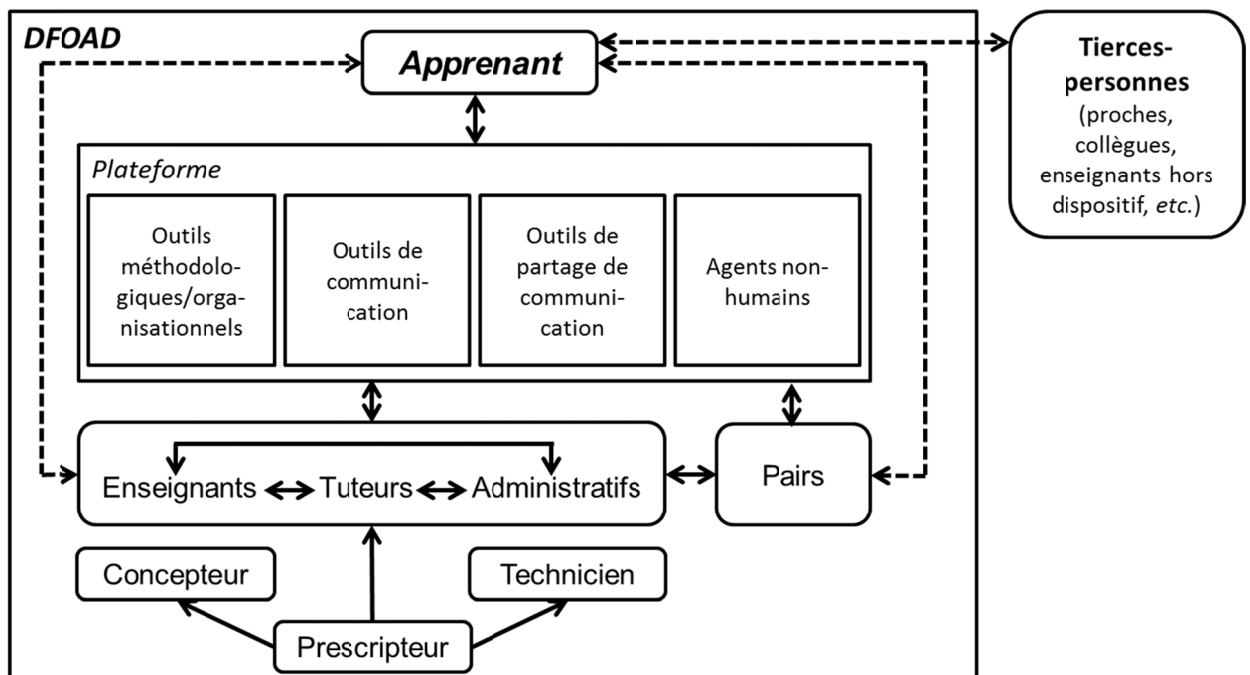 DFOAD
Apprenant
Tierces-
personnes
(proches,
collègues,
enseignants hors
dispositif, etc.)
Plateforme
Outils
méthodolo-
giques/orga-
nisationnels
Outils de
communi-
cation
Outils de
partage de
communi-
cation
Agents non-
humains
Enseignants
Tuteurs
Administratifs
Pairs
Concepteur
Technicien
Prescripteur